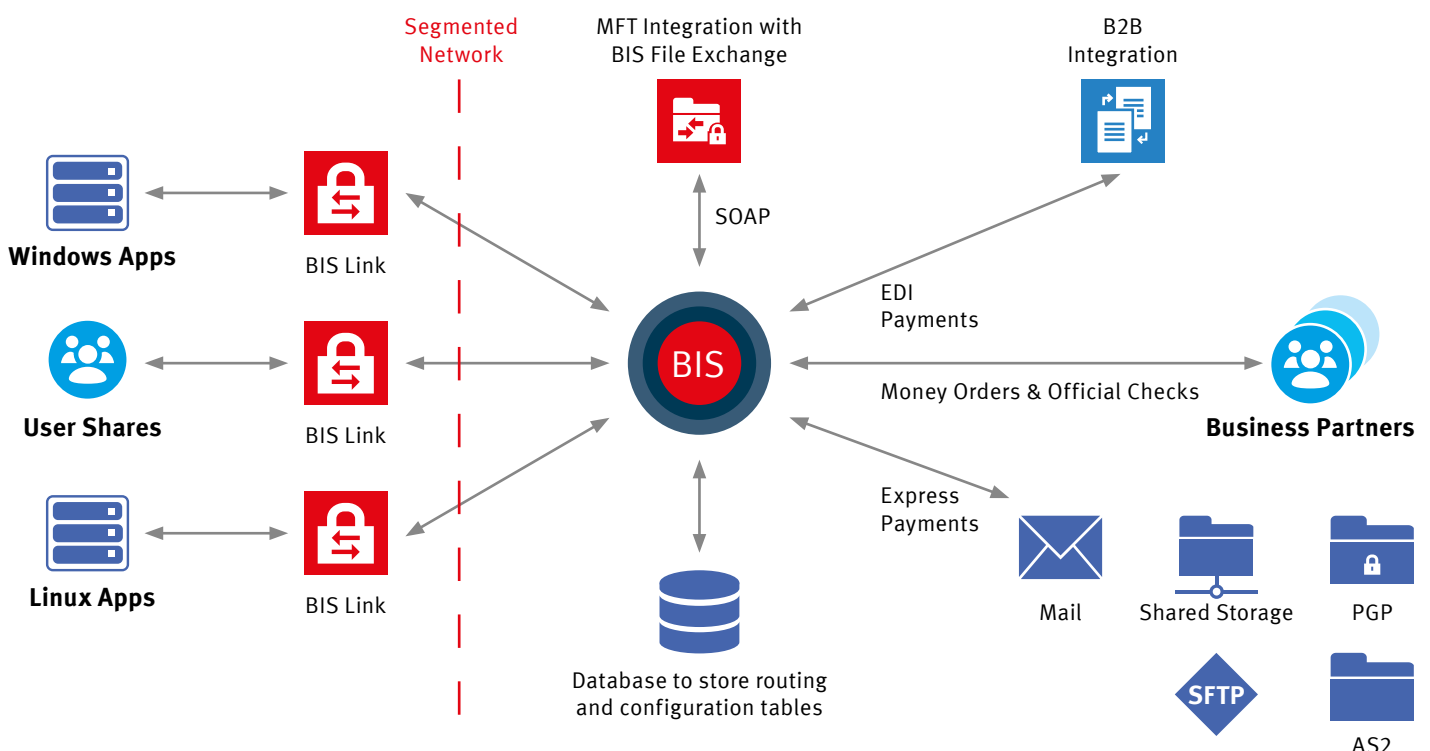 Segmented
Network
MFT Integration with
BIS File Exchange
B2B
Integration
SOAP
Windows Apps
BIS Link
EDI
Payments
BIS
User Shares
BIS Link
Money Orders & Official Checks
Business Partners
Express
Payments
Linux Apps
BIS Link
Mail
Shared Storage
PGP
Database to store routing
and configuration tables
SFTP
AS2